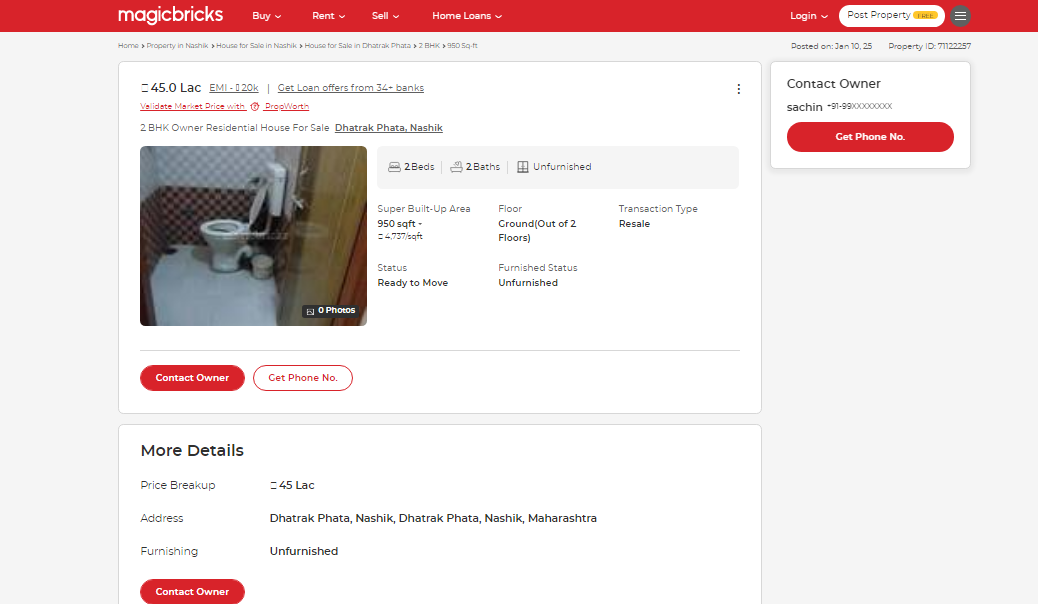 magicbricks
Buy Rent Sell Home Loans Login Post Property FREE
Home > Property in Nashik > House for Sale in Nashik > House for Sale in Dhatrak Phata > 2 BHK > 950 Sq-ft
Posted on: Jan 10, 25 Property ID: 71122257
45.0 Lac EMI - 20k | Get Loan offers from 34+ banks
Validate Market Price with PropWorth
2 BHK Owner Residential House For Sale Dhatrak Phata, Nashik
2 Beds 2 Baths Unfurnished
Super Built-Up Area
950 sqft
4,737/sqft
Floor
Ground(Out of 2
Floors)
Transaction Type
Resale
Status
Ready to Move
Furnished Status
Unfurnished
0 Photos
Contact Owner Get Phone No.
Contact Owner
sachin +91-99XXXXXXXX
Get Phone No.
More Details
Price Breakup 45 Lac
Address Dhatrak Phata, Nashik, Dhatrak Phata, Nashik, Maharashtra
Furnishing Unfurnished
Contact Owner